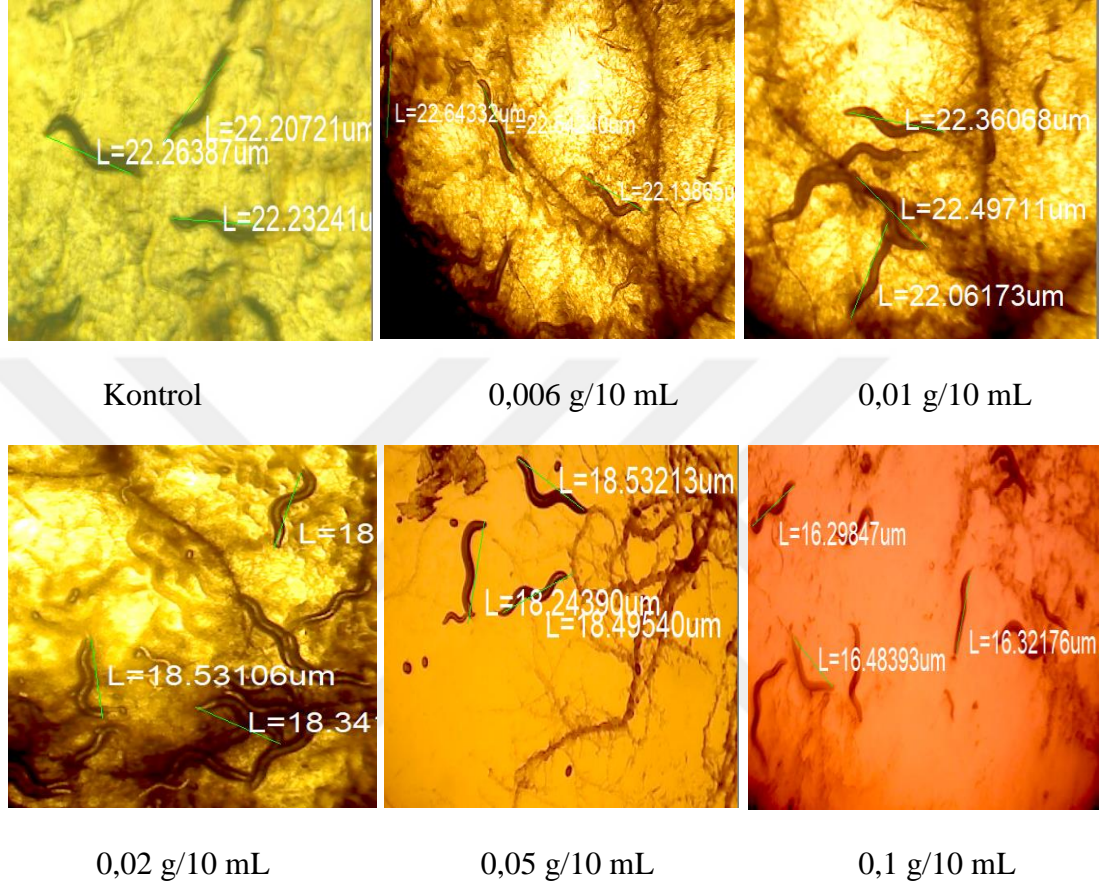 L=22.20721um
L=22.26387um
L=22.23241u
L=22.64332um
L=22.13865u
L=22.36068um
L=22.49711um
L=22.06173um
Kontrol
0,006 g/10 mL
0,01 g/10 mL
L=18
L=18.53106um
L=18.341
L=18.53213um
L=18.24390um
L=18.49540um
L=16.29847um
L=16.48393um
L=16.32176um
0,02 g/10 mL
0,05 g/10 mL
0,1 g/10 mL